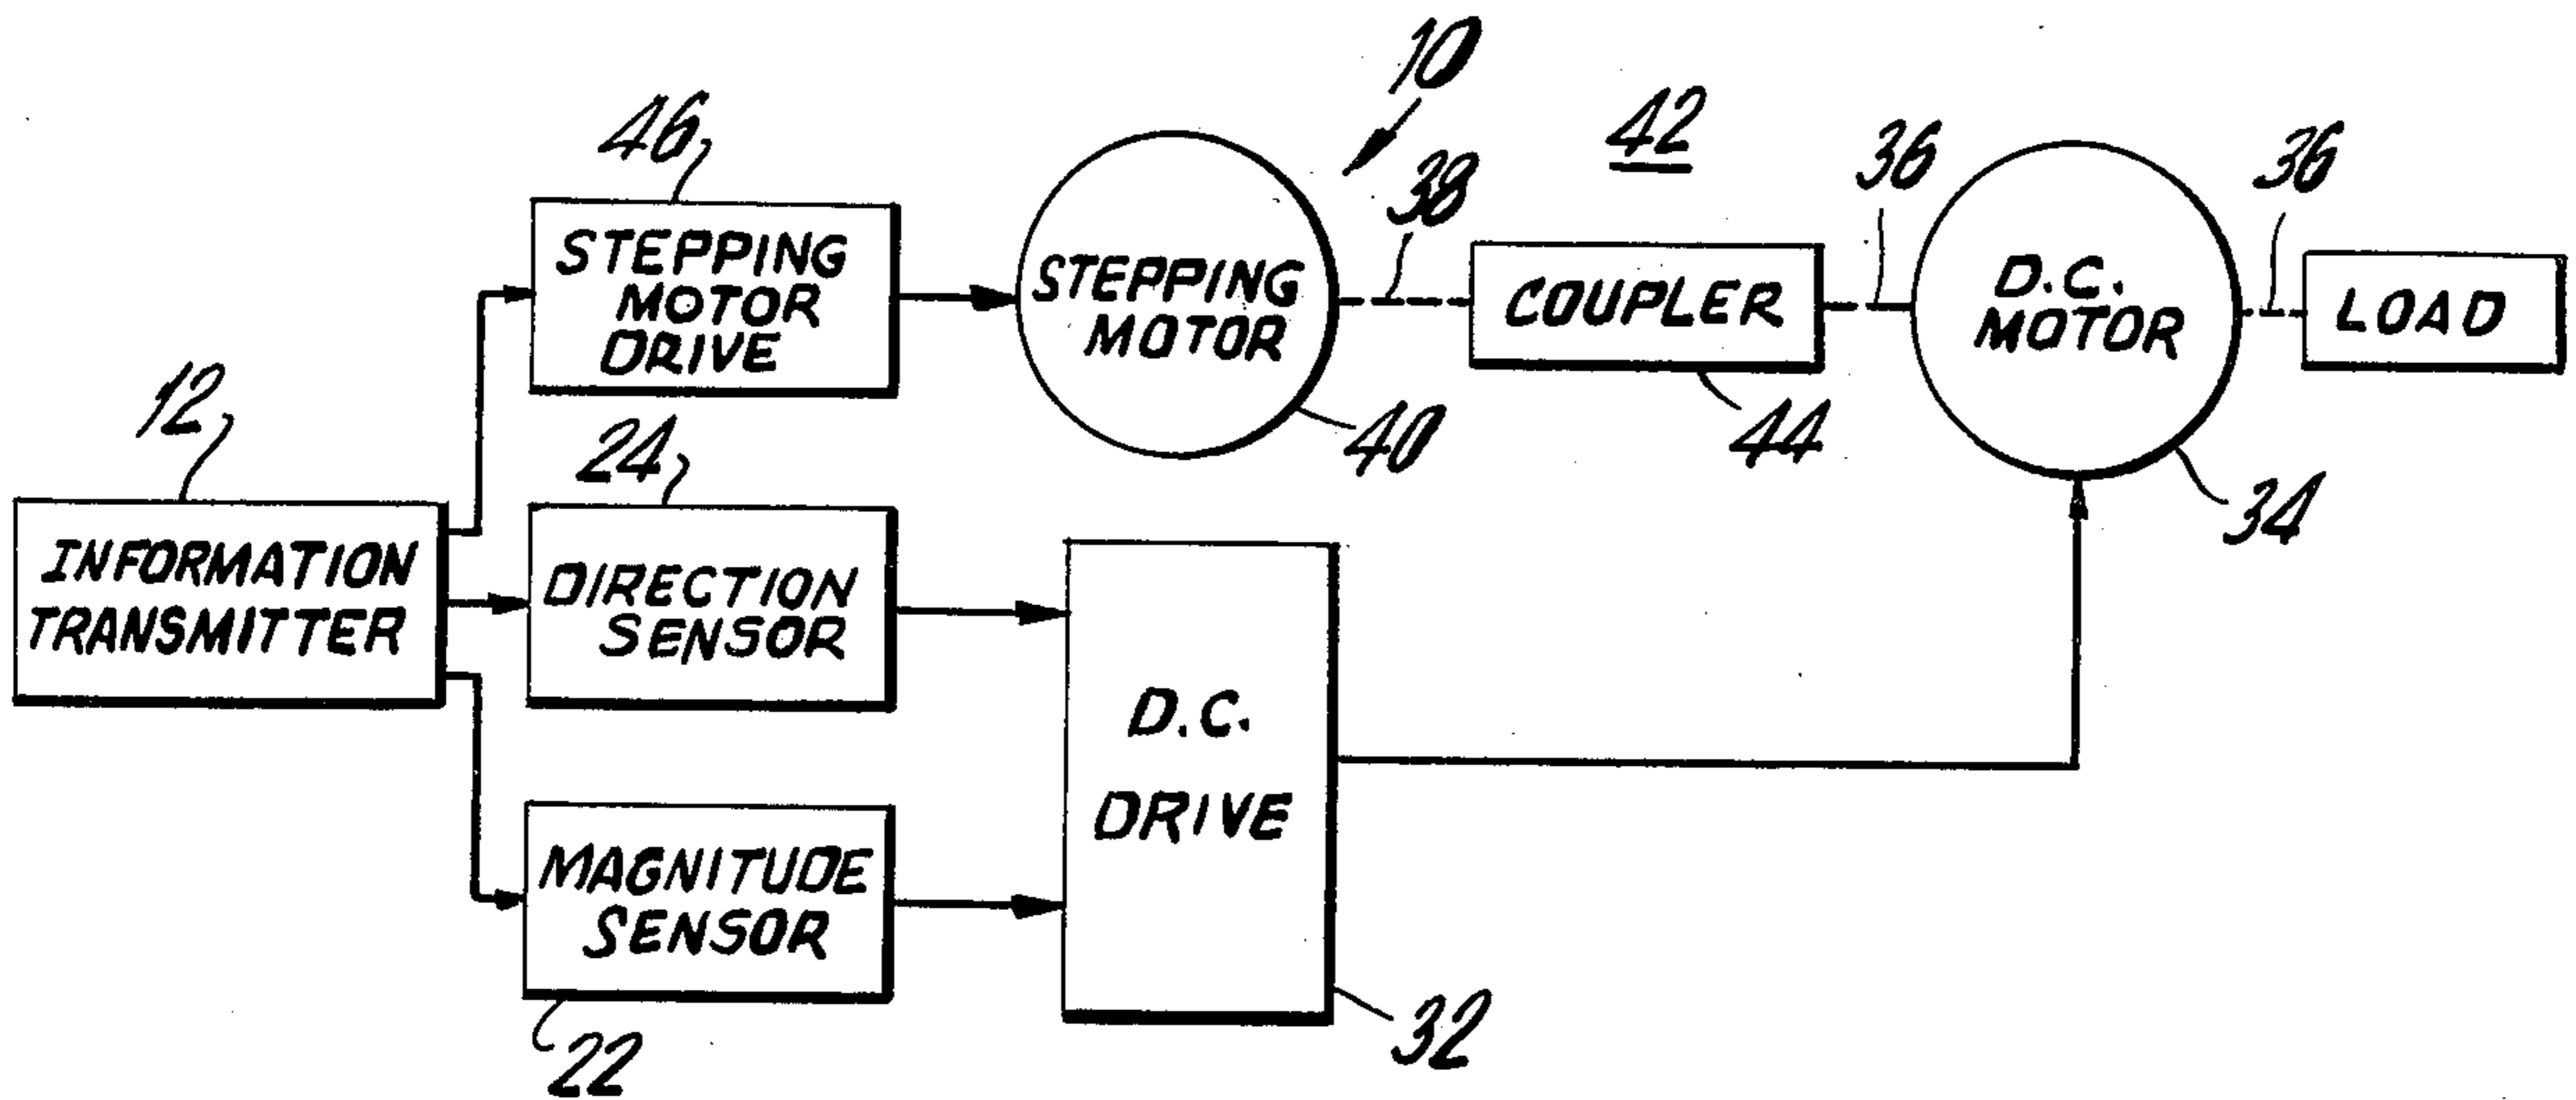 10
42
46
38
36
36
STEPPING
MOTOR
DRIVE
STEPPING
MOTOR
COUPLER
D.C.
MOTOR
LOAD
12
24
40
44
34
INFORMATION
TRANSMITTER
DIRECTION
SENSOR
D.C.
DRIVE
MAGNITUDE
SENSOR
22
32